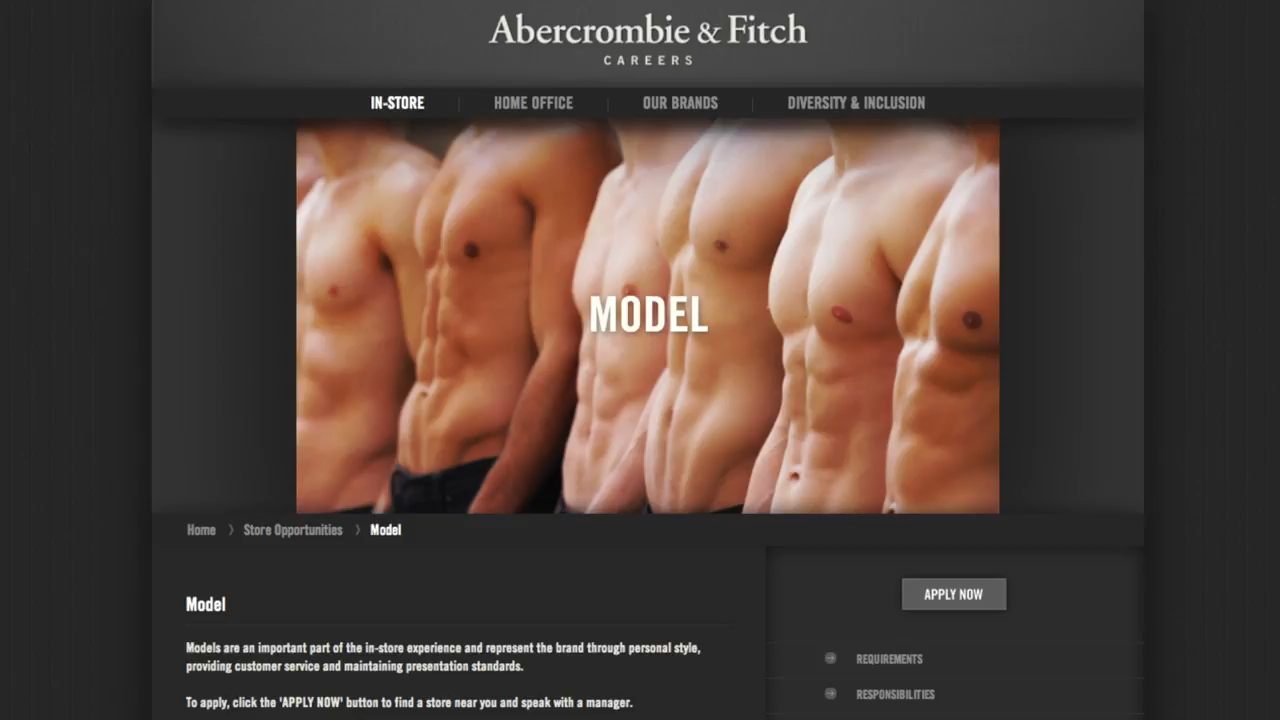 Abercrombie & Fitch
CAREERS
IN-STORE
HOME OFFICE
OUR BRANDS
DIVERSITY & INCLUSION
MODEL
Home
Store Opportunities
Model
Model
APPLY NOW
Models are an important part of the in-store experience and represent the brand through personal style,
providing customer service and maintaining presentation standards.
To apply, click the 'APPLY NOW' button to find a store near you and speak with a manager.
REQUIREMENTS
RESPONSIBILITIES